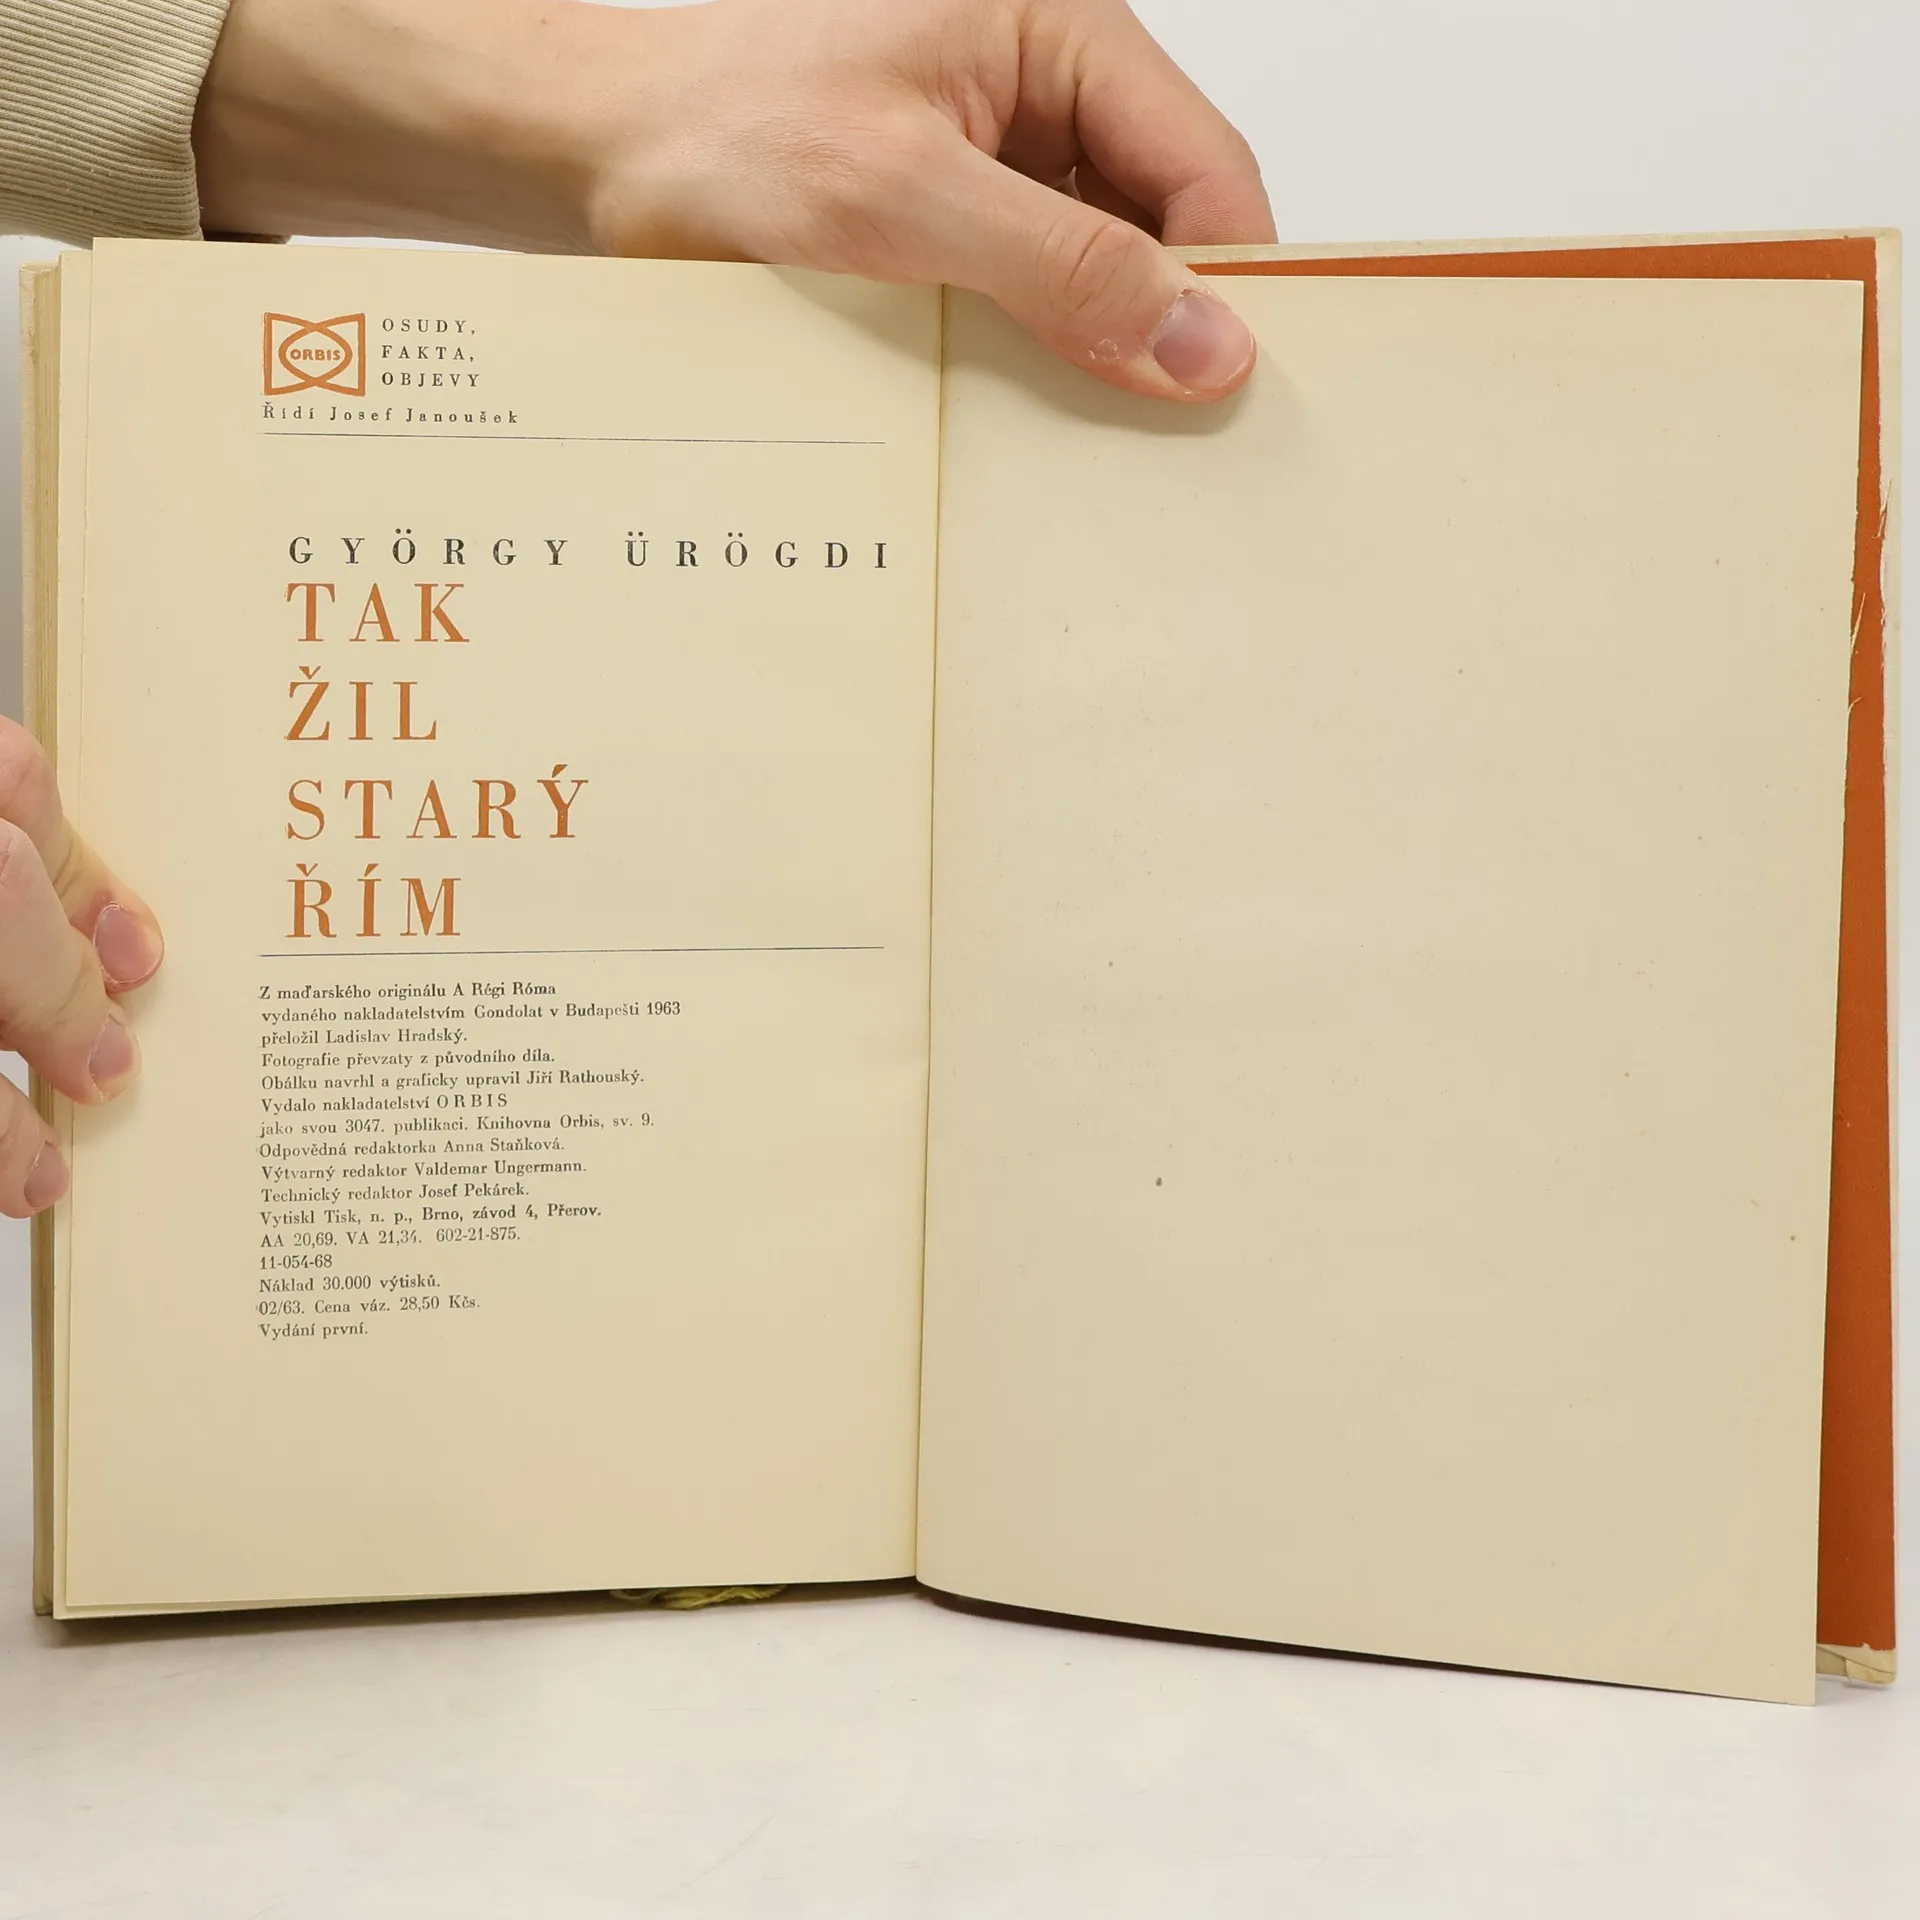 ORBIS
OSUDY,
FAKTA,
OBJEVY
Řídí Josef Janoušek
GYÖRGY ÜRÖGDI
TAK
ŽIL
STARÝ
ŘÍM
Z maďarského originálu A Régi Róma
vydaného nakladatelstvím Gondolat v Budapešti 1963
přeložil Ladislav Hradský.
Fotografie převzaty z původního díla.
Obálku navrhl a graficky upravil Jiří Rathouský.
Vydalo nakladatelství ORBIS
jako svou 3047. publikaci. Knihovna Orbis, sv. 9.
Odpovědná redaktorka Anna Staňková.
Výtvarný redaktor Valdemar Ungermann.
Technický redaktor Josef Pekárek.
Vytiskl Tisk, n. p., Brno, závod 4, Přerov.
AA 20,69. VA 21,34. 602-21-875.
11-054-68
Náklad 30.000 výtisků.
02/63. Cena váz. 28,50 Kčs.
Vydání první.